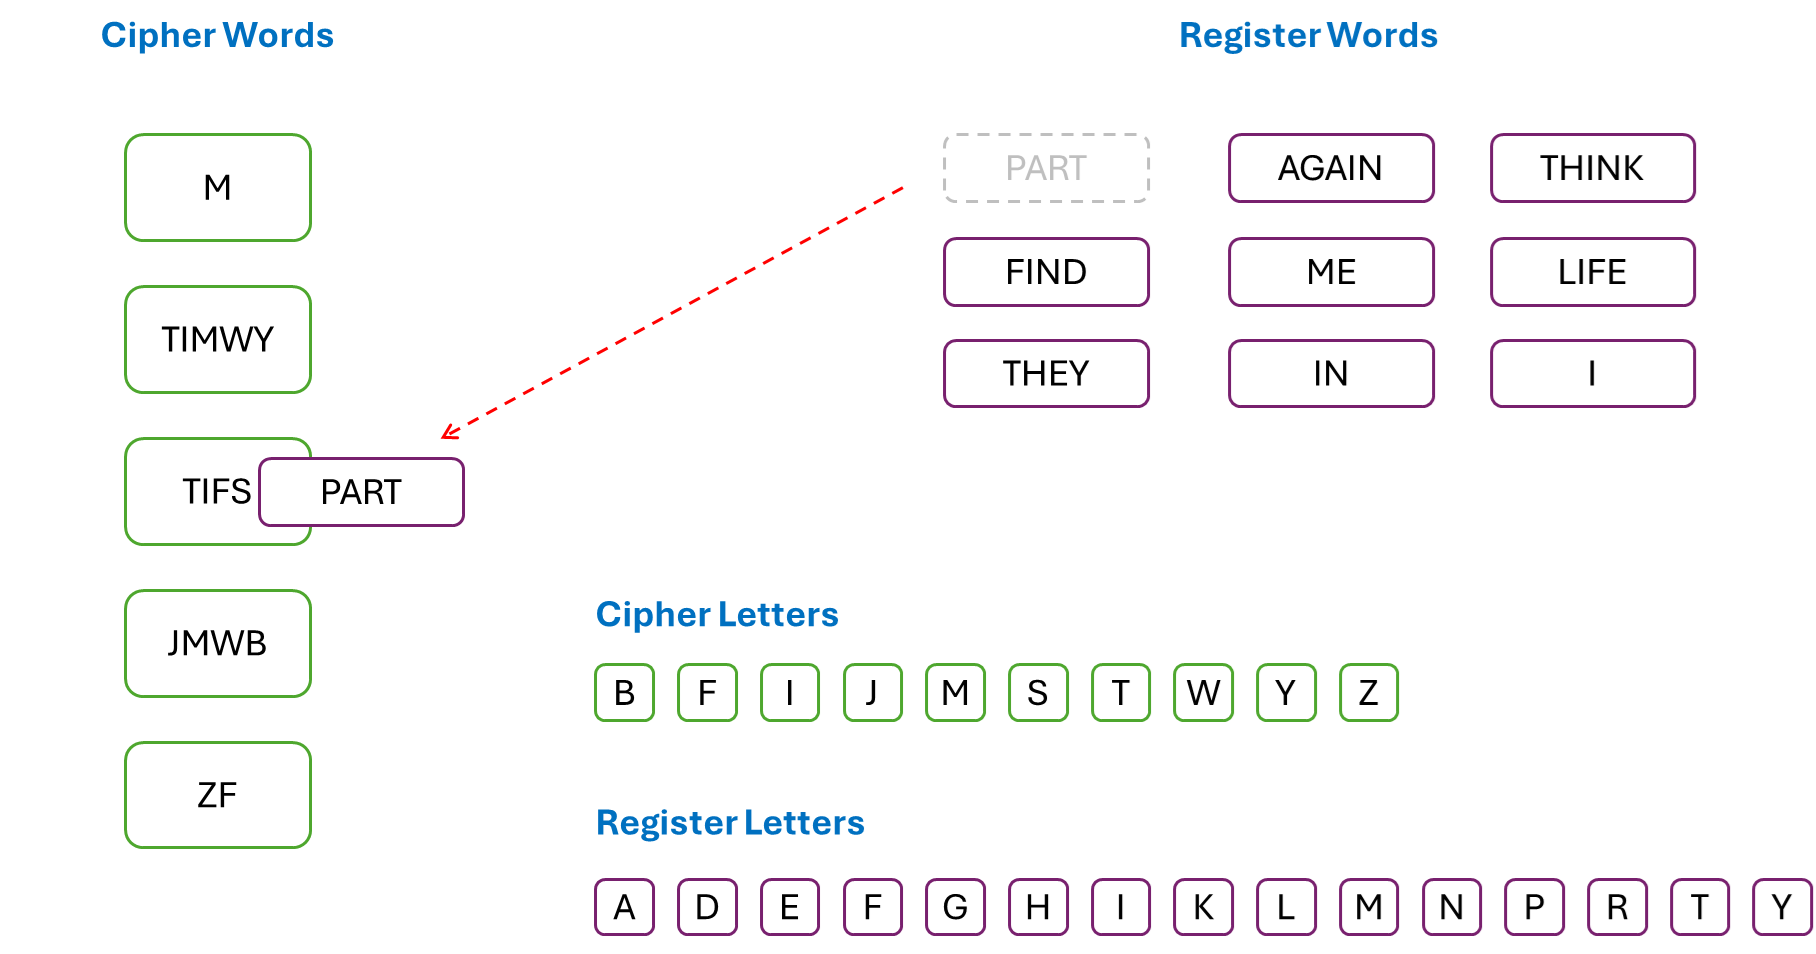 Cipher Words
Register Words
M
TIMWY
TIFS
JMWB
ZF
PART
PART
AGAIN
THINK
FIND
ME
LIFE
THEY
IN
I
Cipher Letters
B F I J M S T W Y Z
Register Letters
A D E F G H I K L M N P R T Y